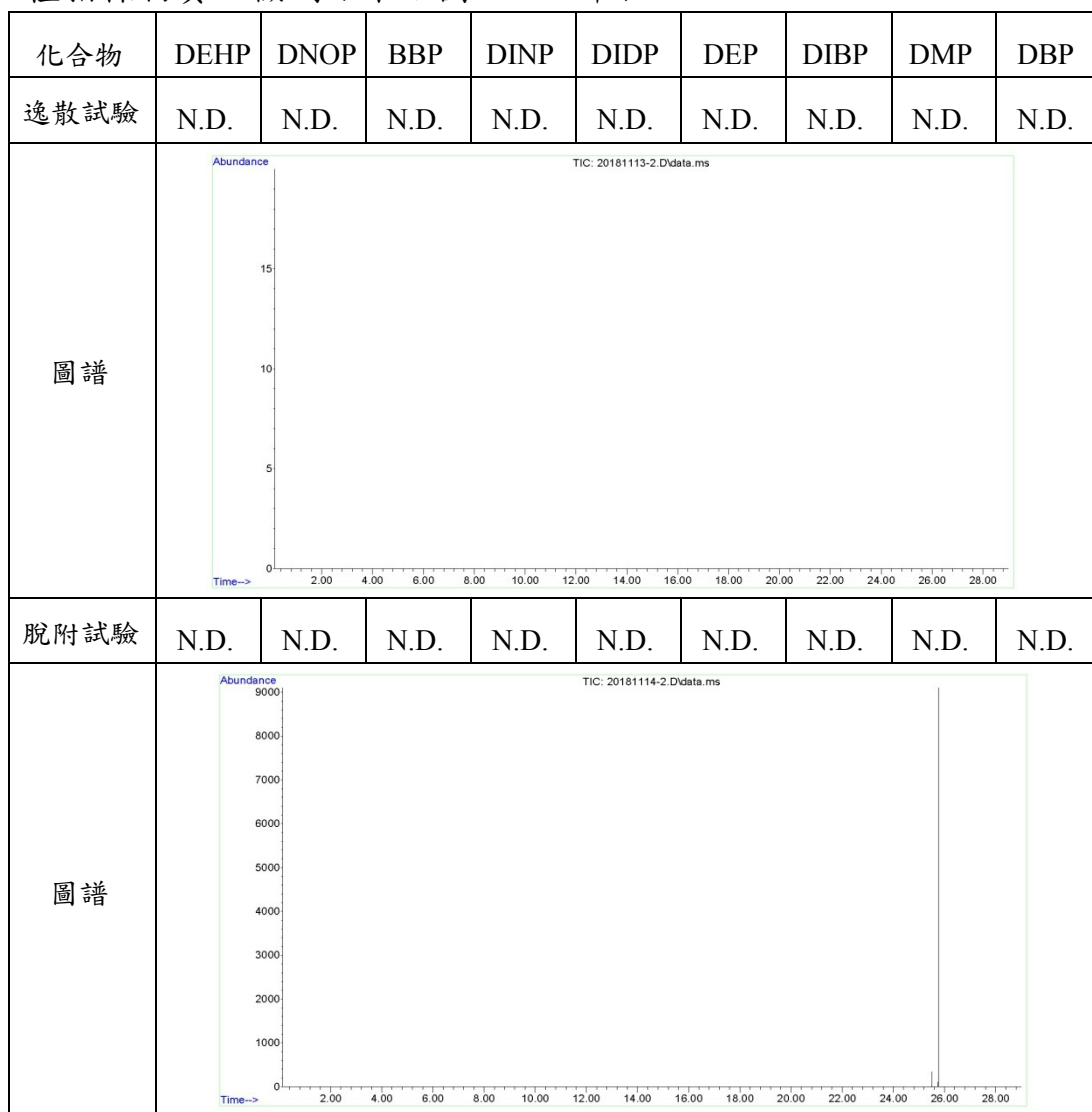 化合物 DEHP DNOP BBP DINP DIDP DEP DIBP DMP DBP
逸散試驗 N.D. N.D. N.D. N.D. N.D. N.D. N.D. N.D. N.D.
圖譜
Abundance TIC: 20181113-2.D\data.ms
15
10
5
0
Time--> 2.00 4.00 6.00 8.00 10.00 12.00 14.00 16.00 18.00 20.00 22.00 24.00 26.00 28.00
脫附試驗 N.D. N.D. N.D. N.D. N.D. N.D. N.D. N.D. N.D.
圖譜
Abundance TIC: 20181114-2.D\data.ms
9000
8000
7000
6000
5000
4000
3000
2000
1000
0
Time--> 2.00 4.00 6.00 8.00 10.00 12.00 14.00 16.00 18.00 20.00 22.00 24.00 26.00 28.00